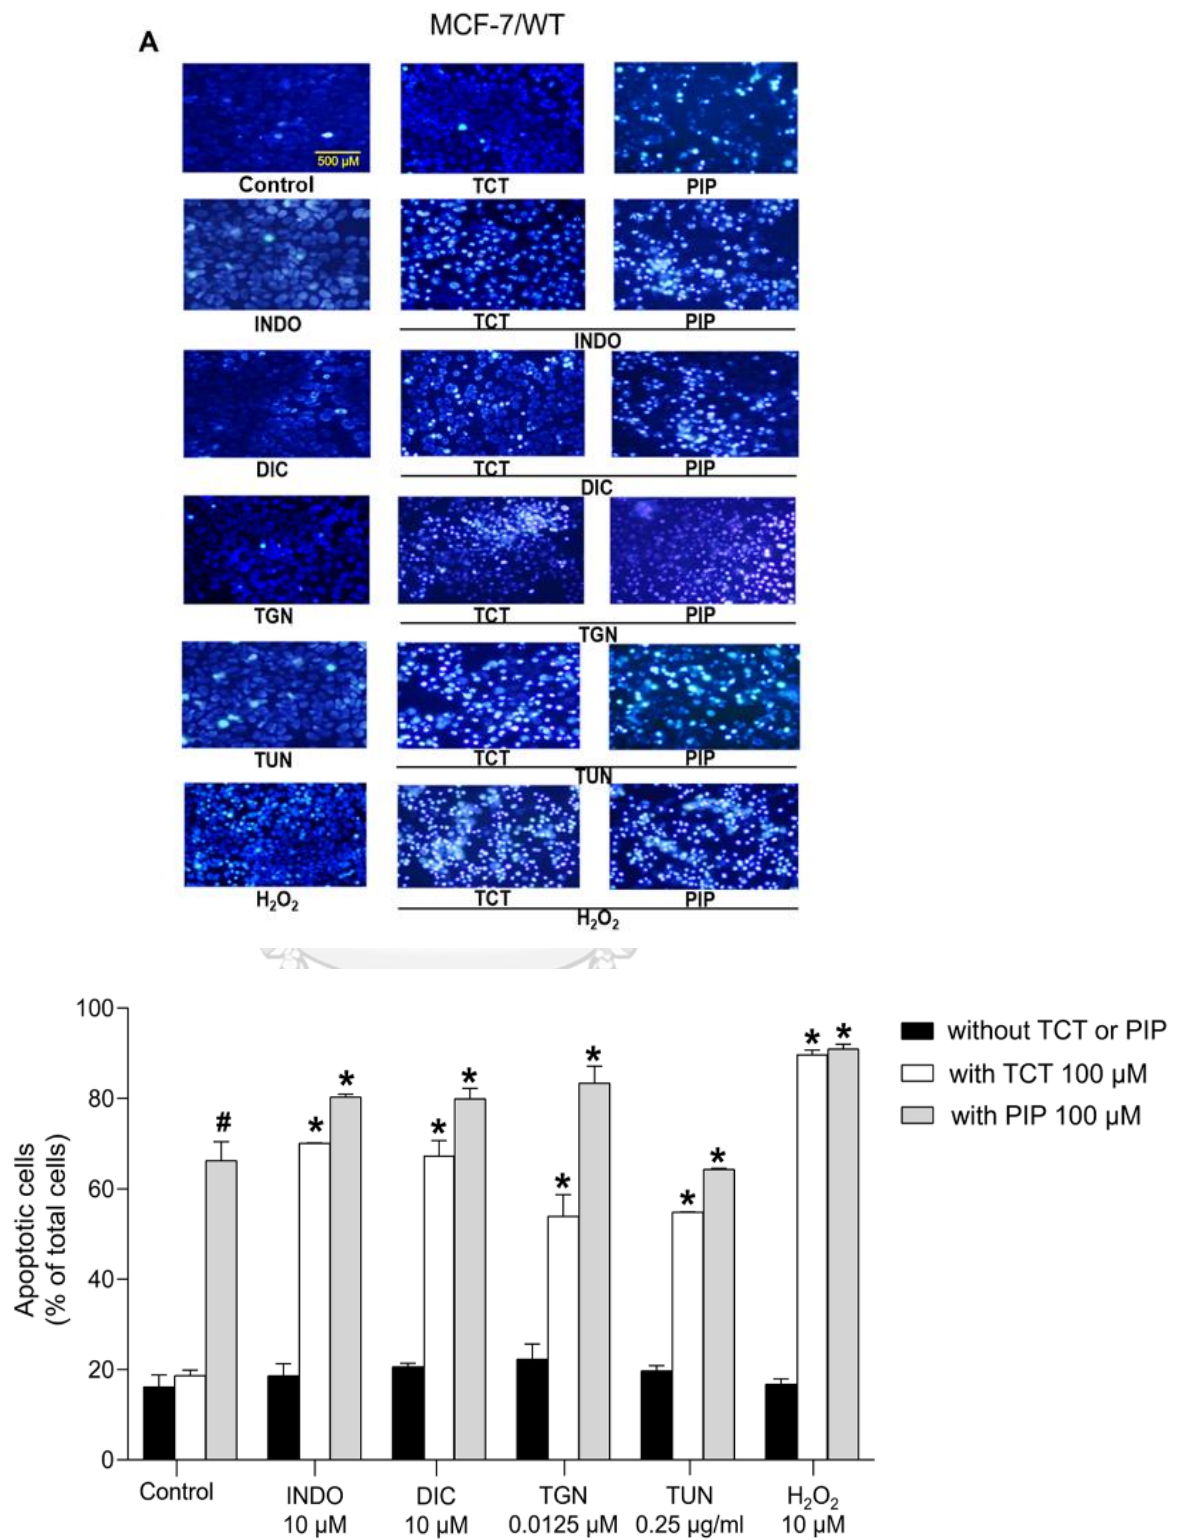 MCF-7/WT
A
500 µM
Control TCT PIP
INDO TCT PIP
INDO
DIC TCT PIP
DIC
TGN TCT PIP
TGN
TUN TCT PIP
TUN
H₂O₂ TCT PIP
H₂O₂
Apoptotic cells
(% of total cells)
100
80
60
40
20
0
#
*
*
*
*
*
*
*
*
*
*
without TCT or PIP
with TCT 100 µM
with PIP 100 µM
Control INDO DIC TGN TUN H₂O₂
10 µM 10 µM 0.0125 µM 0.25 µg/ml 10 µM